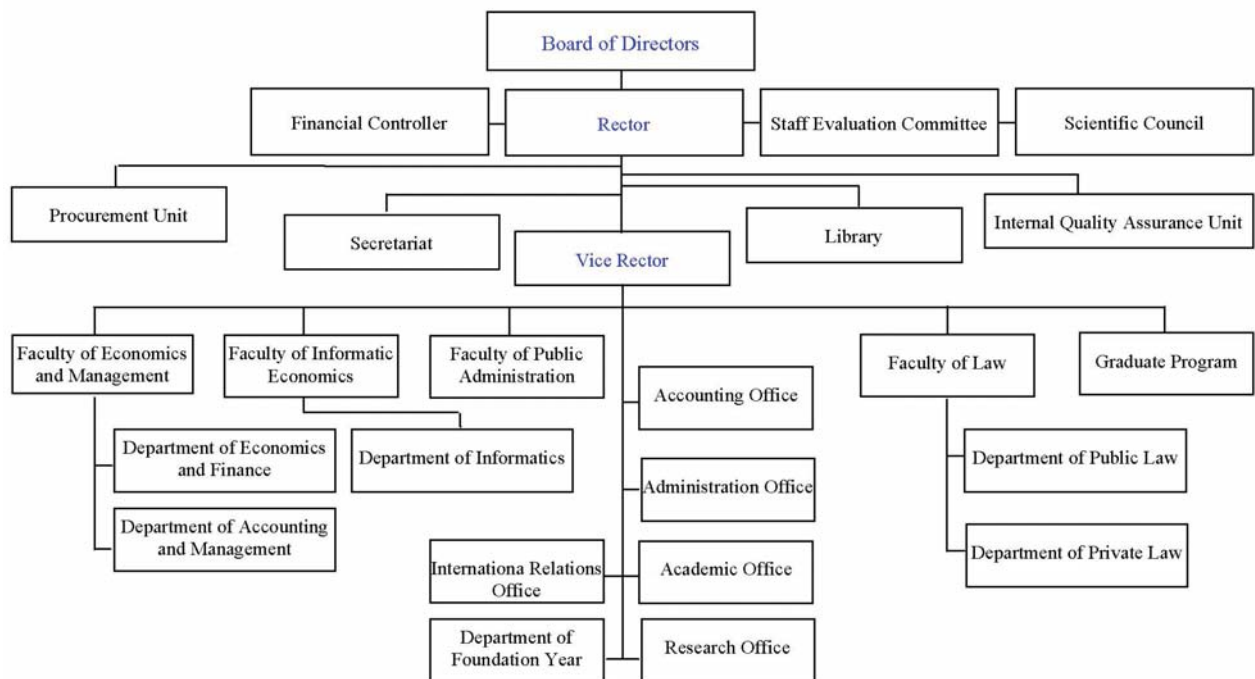 Board of Directors
Financial Controller
Rector
Staff Evaluation Committee
Scientific Council
Procurement Unit
Secretariat
Library
Internal Quality Assurance Unit
Vice Rector
Faculty of Economics
and Management
Faculty of Informatic
Economics
Faculty of Public
Administration
Faculty of Law
Graduate Program
Accounting Office
Department of Economics
and Finance
Department of Informatics
Department of Public Law
Administration Office
Department of Accounting
and Management
Department of Private Law
Internationa Relations
Office
Academic Office
Department of
Foundation Year
Research Office